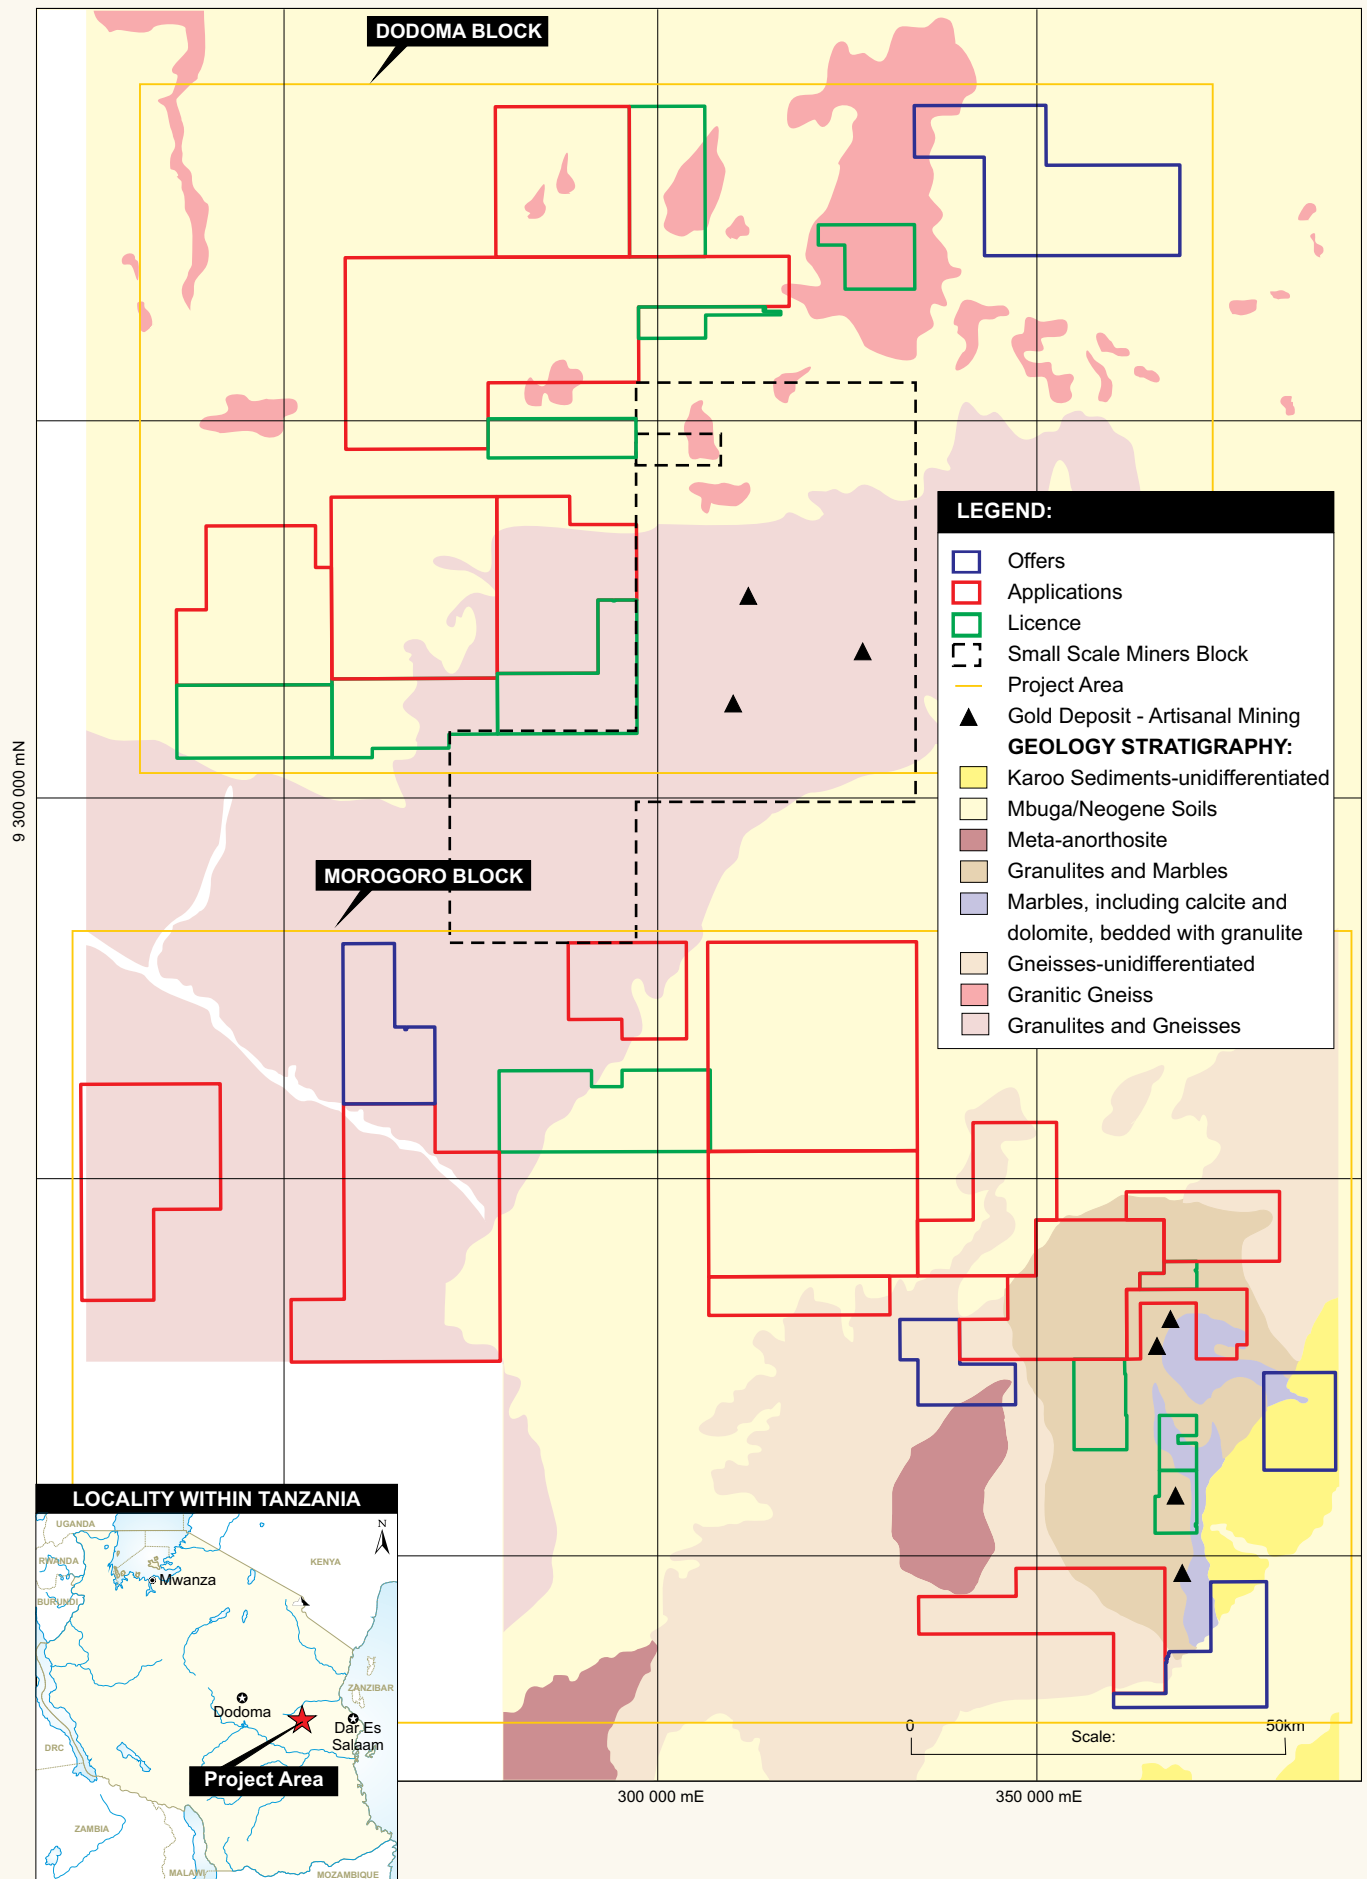 DODOMA BLOCK
LEGEND:
Offers
Applications
Licence
Small Scale Miners Block
Project Area
Gold Deposit - Artisanal Mining
GEOLOGY STRATIGRAPHY:
Karoo Sediments-unidifferentiated
Mbuga/Neogene Soils
Meta-anorthosite
Granulites and Marbles
Marbles, including calcite and
dolomite, bedded with granulite
Gneisses-unidifferentiated
Granitic Gneiss
Granulites and Gneisses
9 300 000 mN
MOROGORO BLOCK
LOCALITY WITHIN TANZANIA
UGANDA
N
RWANDA
KENYA
Mwanza
BURUNDI
ZANZIBAR
Dodoma
Dar Es
Salaam
DRC
Project Area
ZAMBIA
MALAWI
MOZAMBIQUE
0
50km
Scale:
300 000 mE
350 000 mE